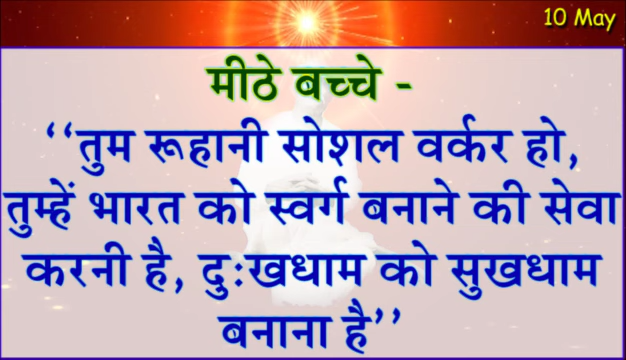 10 May
मीठे बच्चे -
‘‘तुम रूहानी सोशल वर्कर हो,
तुम्हें भारत को स्वर्ग बनाने की सेवा
करनी है, दुःखधाम को सुखधाम
बनाना है’’